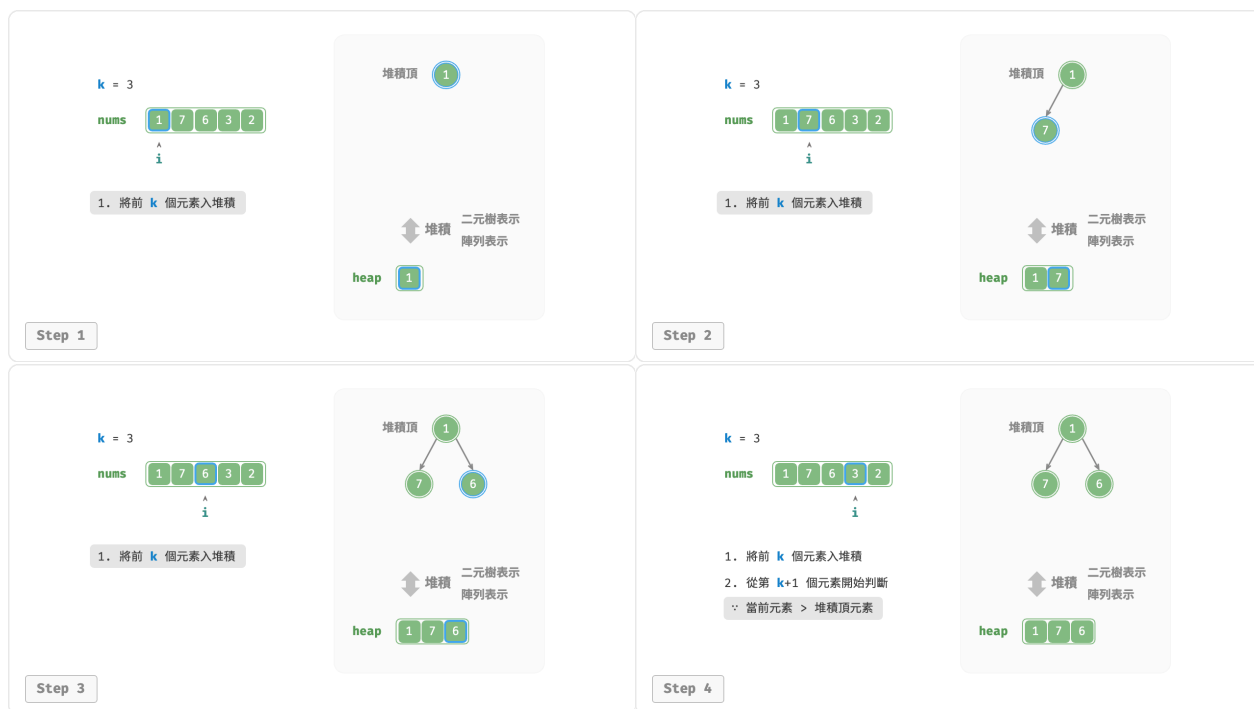 k = 3
nums 1 7 6 3 2
i
1. 將前 k 個元素入堆積
堆積頂 1
堆積 二元樹表示
陣列表示
heap 1
Step 1
k = 3
nums 1 7 6 3 2
i
1. 將前 k 個元素入堆積
堆積頂 1
7
堆積 二元樹表示
陣列表示
heap 1 7
Step 2
k = 3
nums 1 7 6 3 2
i
1. 將前 k 個元素入堆積
堆積頂 1
7 6
堆積 二元樹表示
陣列表示
heap 1 7 6
Step 3
k = 3
nums 1 7 6 3 2
i
1. 將前 k 個元素入堆積
2. 從第 k+1 個元素開始判斷
∵ 當前元素 > 堆積頂元素
堆積頂 1
7 6
堆積 二元樹表示
陣列表示
heap 1 7 6
Step 4